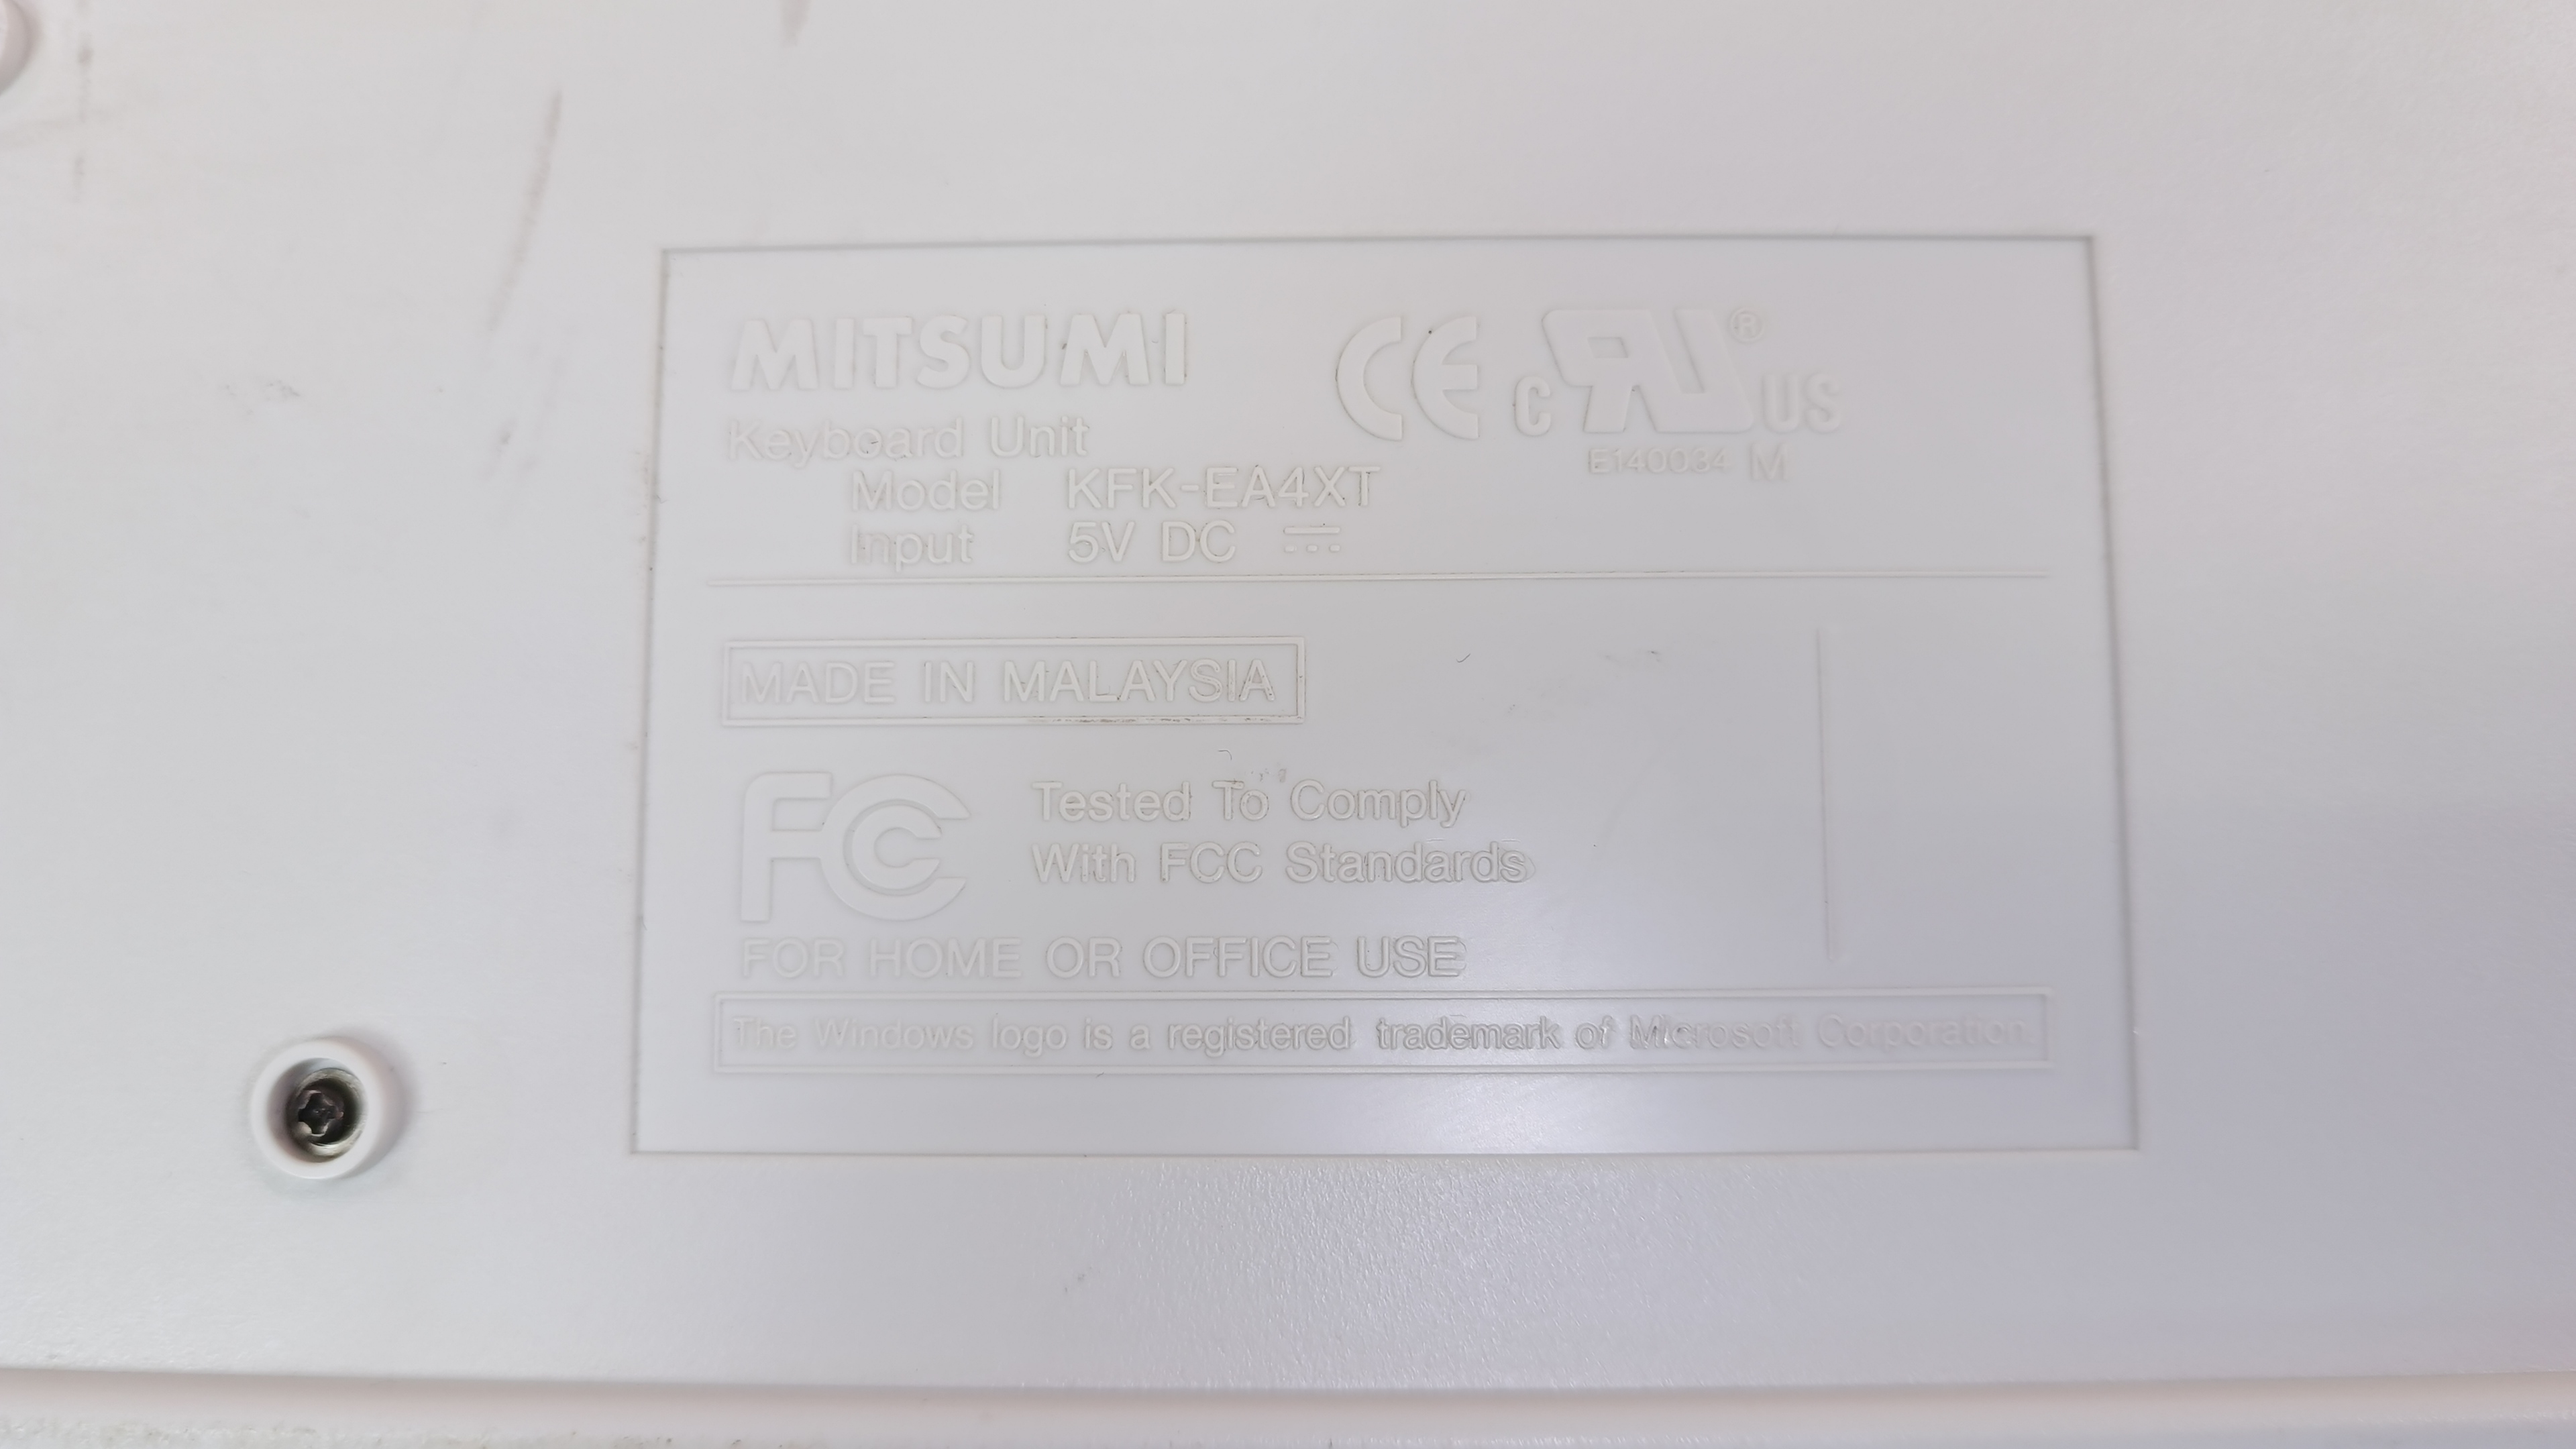 MITSUMI
CE c RU ® US
E140034 M
Keyboard Unit
Model KFK-EA4XT
Input 5V DC
MADE IN MALAYSIA
FC Tested To Comply
With FCC Standards
FOR HOME OR OFFICE USE
The Windows logo is a registered trademark of Microsoft Corporation.